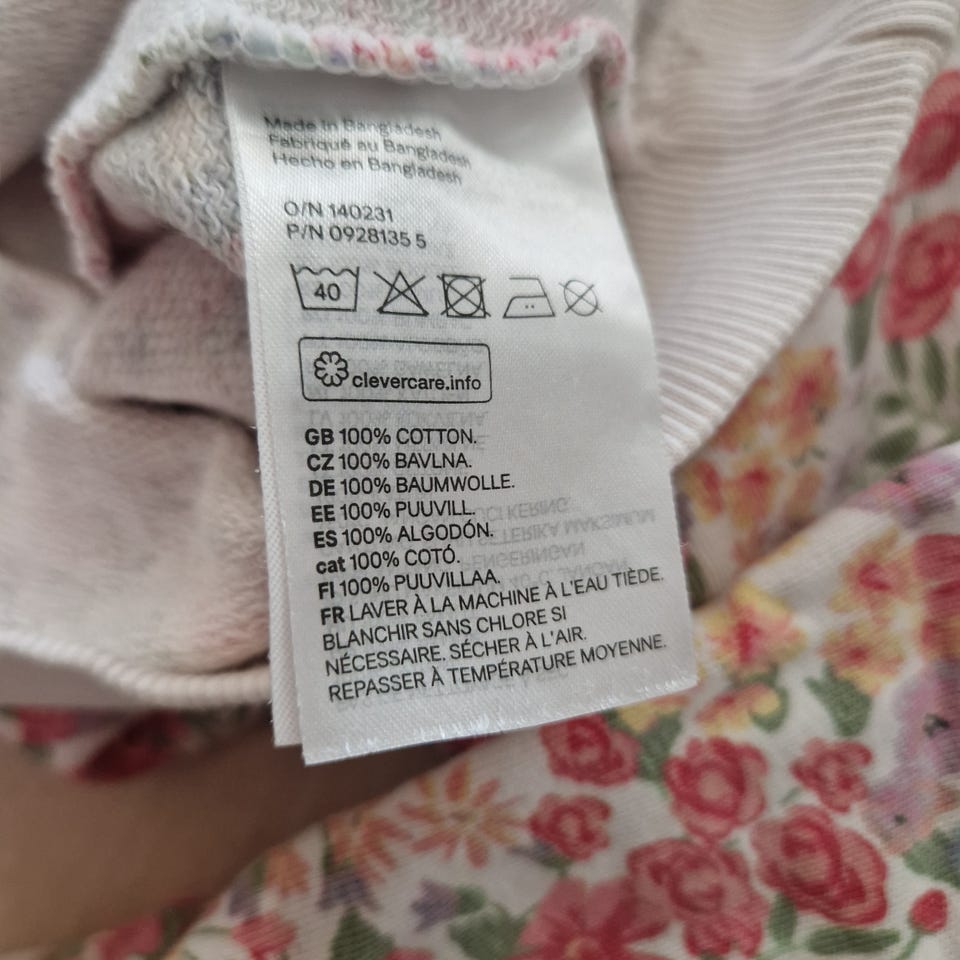 Made in Bangladesh
Fabriqué au Bangladesh
Hecho en Bangladesh
O/N 140231
P/N 0928135 5
40
clevercare.info
GB 100% COTTON.
CZ 100% BAVLNA.
DE 100% BAUMWOLLE.
EE 100% PUUVILL.
ES 100% ALGODÓN.
cat 100% COTÓ.
FI 100% PUUVILLAA.
FR LAVER À LA MACHINE À L'EAU TIÈDE.
BLANCHIR SANS CHLORE SI
NÉCESSAIRE. SÉCHER À L'AIR.
REPASSER À TEMPÉRATURE MOYENNE.